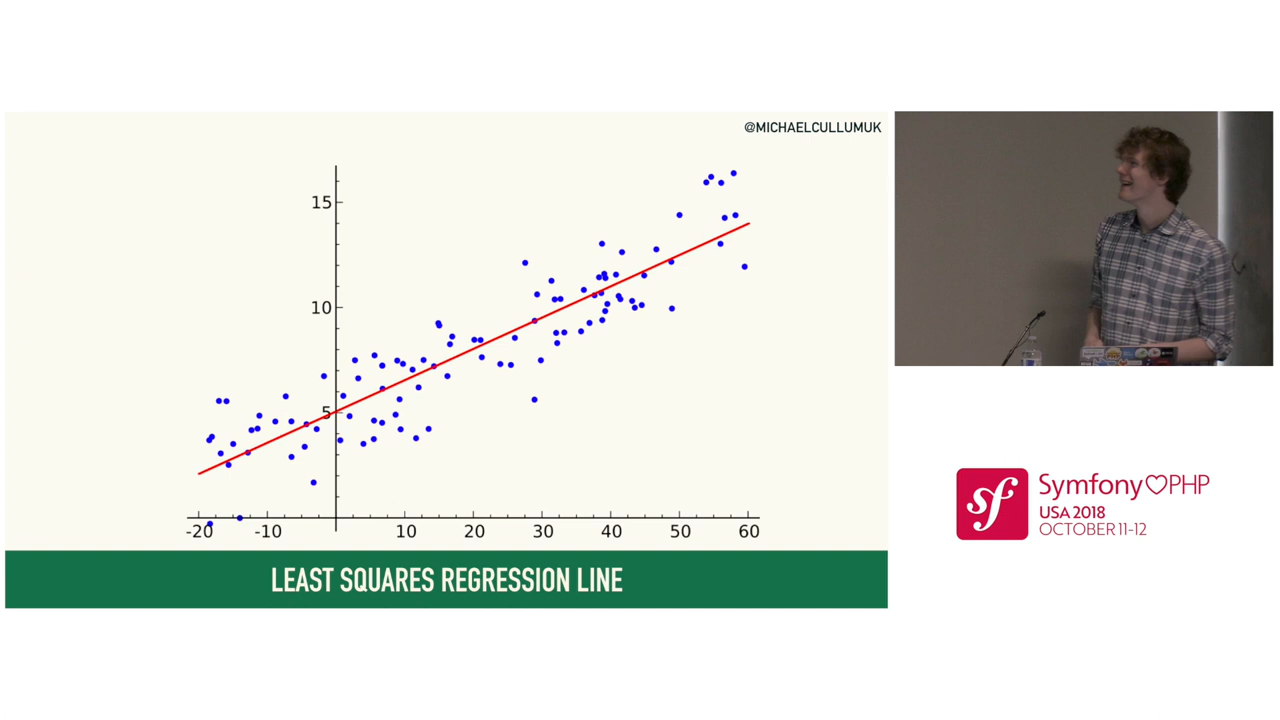 @MICHAELCULLUMUK
15
10
5
-20 -10 10 20 30 40 50 60
LEAST SQUARES REGRESSION LINE
sf
Symfony♡PHP
USA 2018
OCTOBER 11-12